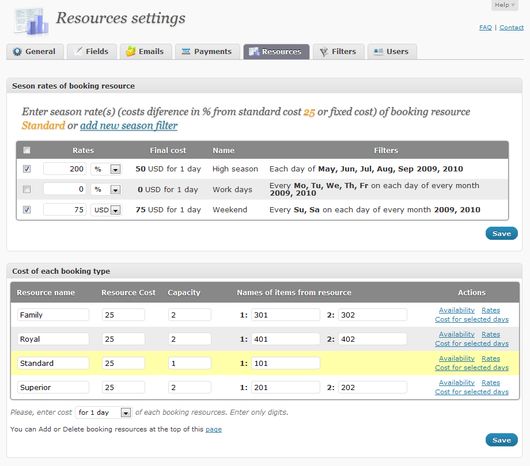 Help
Resources settings
FAQ | Contact
General Fields Emails Payments Resources Filters Users
Seson rates of booking resource
Enter season rate(s) (costs diference in % from standard cost 25 or fixed cost) of booking resource
Standard or add new season filter
Rates Final cost Name Filters
200 % 50 USD for 1 day High season Each day of May, Jun, Jul, Aug, Sep 2009, 2010
0 % 0 USD for 1 day Work days Every Mo, Tu, We, Th, Fr on each day of every month
2009, 2010
75 USD 75 USD for 1 day Weekend Every Su, Sa on each day of every month 2009, 2010
Save
Cost of each booking type
Resource name Resource Cost Capacity Names of items from resource Actions
Family 25 2 1: 301 2: 302 Availability Rates
Cost for selected days
Royal 25 2 1: 401 2: 402 Availability Rates
Cost for selected days
Standard 25 1 1: 101 Availability Rates
Cost for selected days
Superior 25 2 1: 201 2: 202 Availability Rates
Cost for selected days
Please, enter cost for 1 day of each booking resources. Enter only digits.
You can Add or Delete booking resources at the top of this page
Save